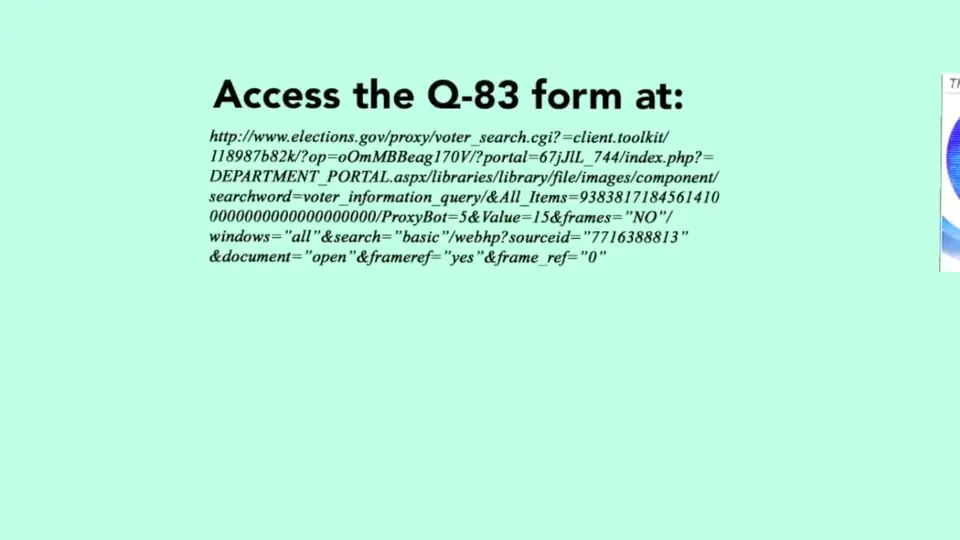 Access the Q-83 form at:
http://www.elections.gov/proxy/voter_search.cgi?=client.toolkit/
118987b82k/?op=oOmMBBeag170V/?portal=67jJlL_744/index.php?=
DEPARTMENT_PORTAL.aspx/libraries/library/file/images/component/
searchword=voter_information_query/&All_Items=9383817184561410
0000000000000000000/ProxyBot=5&Value=15&frames=”NO”/
windows=”all”&search=”basic”/webhp?sourceid=”7716388813”
&document=”open”&frameref=”yes”&frame_ref=”0”